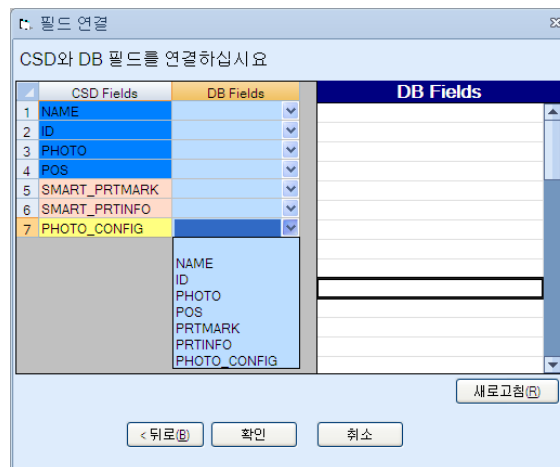 필드 연결
CSD와 DB 필드를 연결하십시요
CSD Fields DB Fields DB Fields
1 NAME
2 ID
3 PHOTO
4 POS
5 SMART_PRTMARK
6 SMART_PRTINFO
7 PHOTO_CONFIG
NAME
ID
PHOTO
POS
PRTMARK
PRTINFO
PHOTO_CONFIG
새로고침(R)
<뒤로(B) 확인 취소